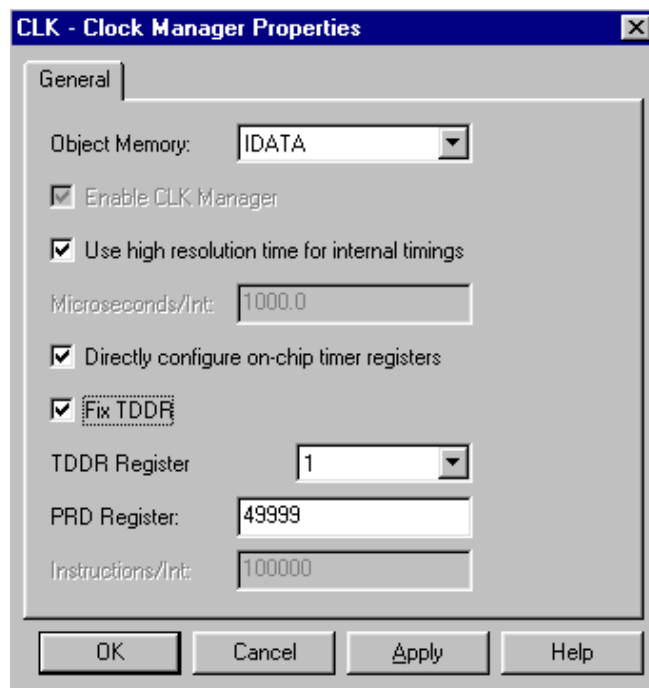 CLK - Clock Manager Properties
General
Object Memory: IDATA
Enable CLK Manager
Use high resolution time for internal timings
Microseconds/Int: 1000.0
Directly configure on-chip timer registers
Fix TDDR
TDDR Register 1
PRD Register: 49999
Instructions/Int: 100000
OK Cancel Apply Help